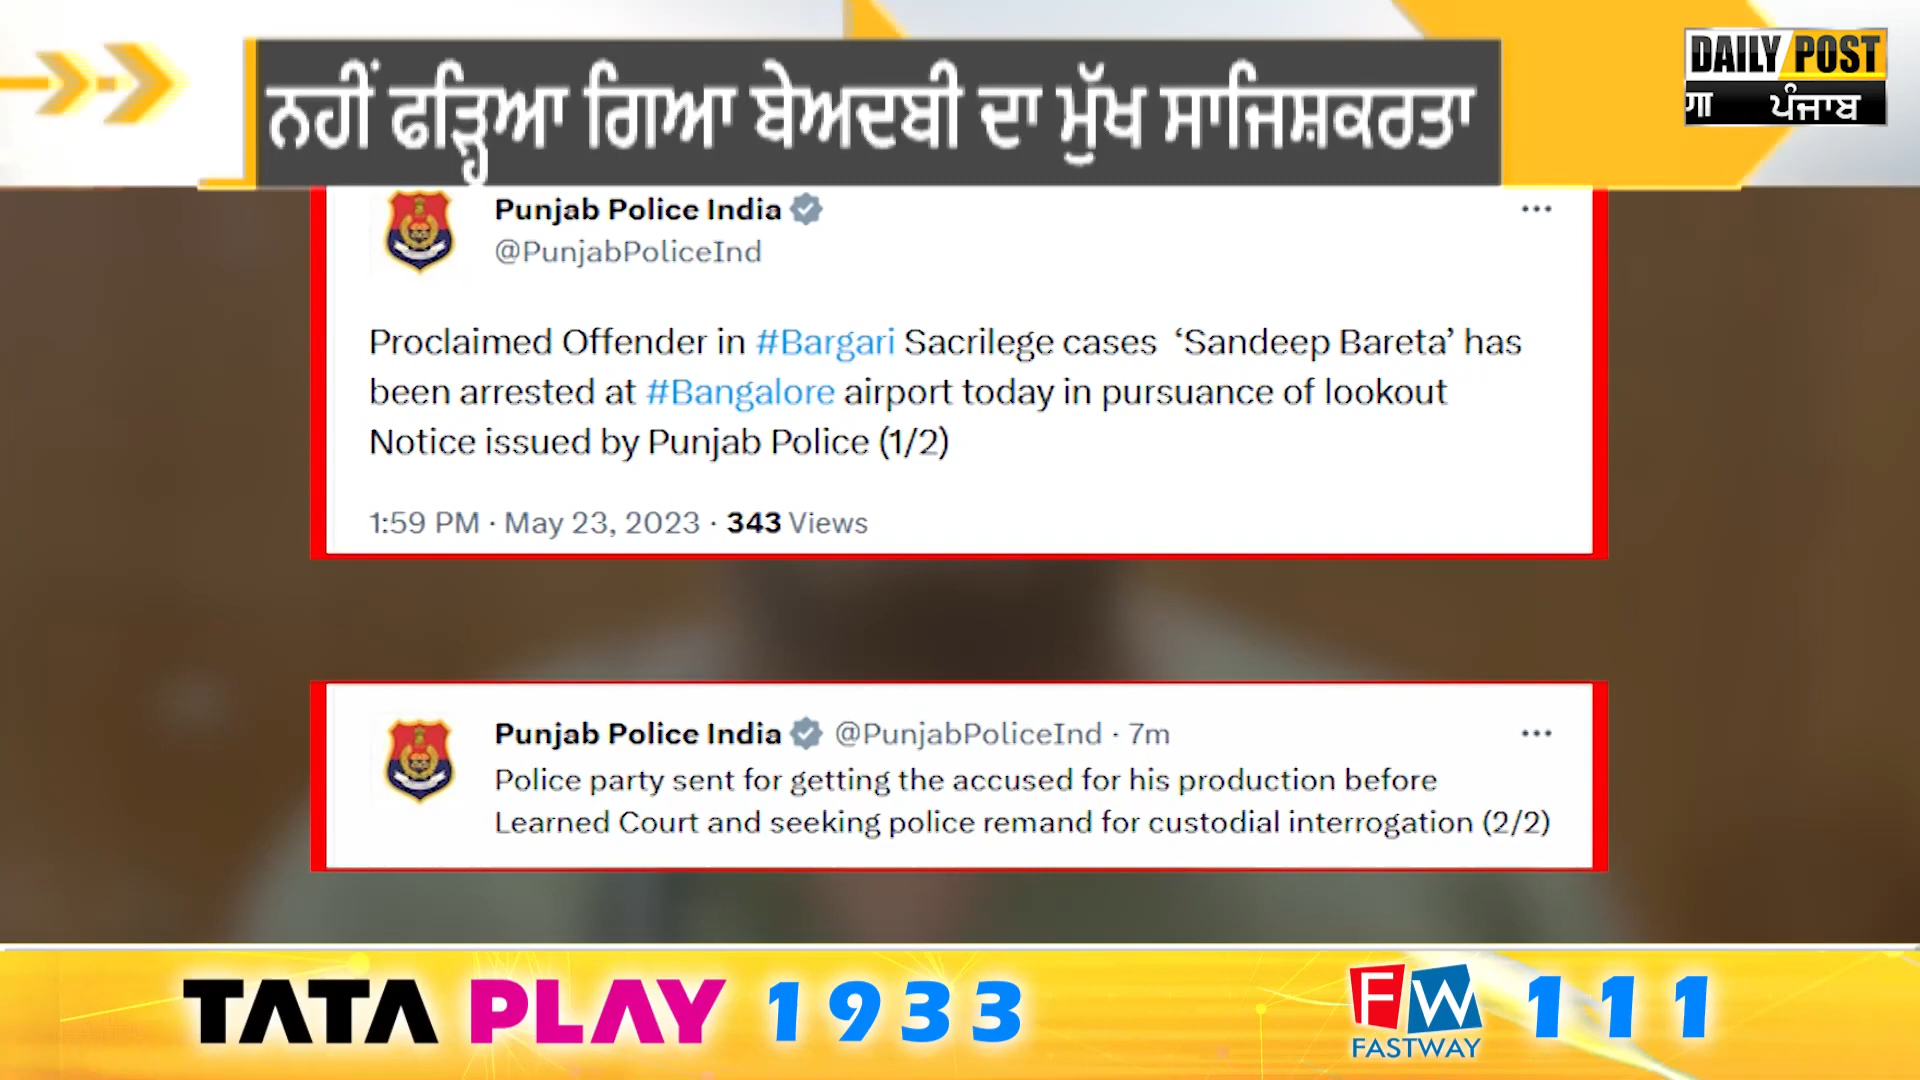 ਨਹੀਂ ਫੜ੍ਹਿਆ ਗਿਆ ਬੇਅਦਬੀ ਦਾ ਮੁੱਖ ਸਾਜਿਸ਼ਕਰਤਾ
DAILY POST
ਪੰਜਾਬ
Punjab Police India
@PunjabPoliceInd
Proclaimed Offender in #Bargari Sacrilege cases ‘Sandeep Bareta’ has
been arrested at #Bangalore airport today in pursuance of lookout
Notice issued by Punjab Police (1/2)
1:59 PM · May 23, 2023 · 343 Views
Punjab Police India @PunjabPoliceInd · 7m
Police party sent for getting the accused for his production before
Learned Court and seeking police remand for custodial interrogation (2/2)
TATA PLAY 1933
FW FASTWAY 111